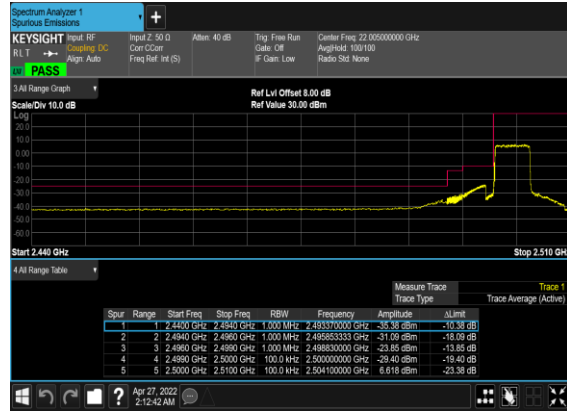 Spectrum Analyzer 1
Spurious Emissions
KEYSIGHT Input: RF Input Z: 50 Ω Atten: 40 dB Trig: Free Run Center Freq: 22.005000000 GHz
Coupling: DC Corr CCorr Gate: Off Avg|Hold: 100/100
RLT Align: Auto Freq Ref: Int (S) IF Gain: Low Radio Std: None
PASS
3 All Range Graph
Ref Lvl Offset 8.00 dB
Scale/Div 10.0 dB Ref Value 30.00 dBm
Log
20.0
10.0
0.00
-10.0
-20.0
-30.0
-40.0
-50.0
-60.0
Start 2.440 GHz Stop 2.510 GH
4 All Range Table
Measure Trace Trace 1
Trace Type Trace Average (Active)
Spur Range Start Freq Stop Freq RBW Frequency Amplitude ΔLimit
1 1 2.4400 GHz 2.4940 GHz 1.000 MHz 2.493370000 GHz -35.38 dBm -10.38 dB
2 2 2.4940 GHz 2.4960 GHz 1.000 MHz 2.495853333 GHz -31.09 dBm -18.09 dB
3 3 2.4960 GHz 2.4990 GHz 1.000 MHz 2.498830000 GHz -23.85 dBm -13.85 dB
4 4 2.4990 GHz 2.5000 GHz 100.0 kHz 2.500000000 GHz -29.40 dBm -19.40 dB
5 5 2.5000 GHz 2.5100 GHz 100.0 kHz 2.504100000 GHz 6.618 dBm -23.38 dB
? Apr 27, 2022
2:12:42 AM